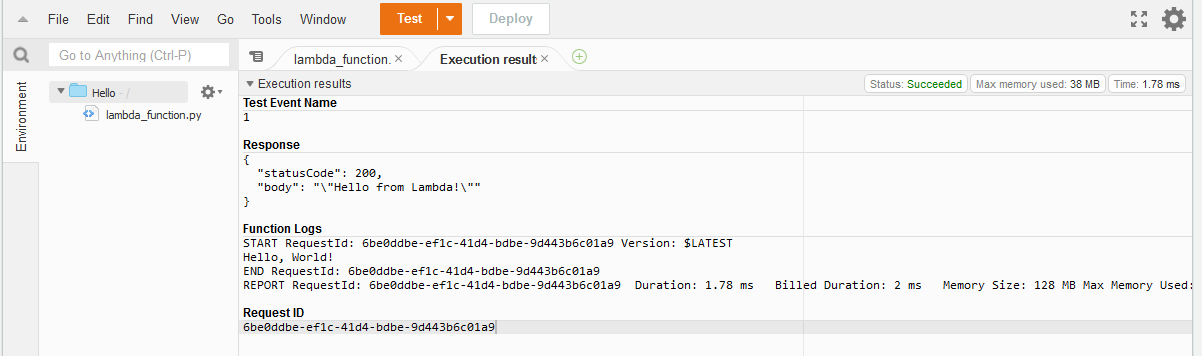 File Edit Find View Go Tools Window Test Deploy
Go to Anything (Ctrl-P)
lambda_function. Execution result
Environment
Hello - /
lambda_function.py
Execution results Status: Succeeded Max memory used: 38 MB Time: 1.78 ms
Test Event Name
1
Response
{
"statusCode": 200,
"body": "\"Hello from Lambda!\""
}
Function Logs
START RequestId: 6be0ddbe-ef1c-41d4-bdbe-9d443b6c01a9 Version: $LATEST
Hello, World!
END RequestId: 6be0ddbe-ef1c-41d4-bdbe-9d443b6c01a9
REPORT RequestId: 6be0ddbe-ef1c-41d4-bdbe-9d443b6c01a9 Duration: 1.78 ms Billed Duration: 2 ms Memory Size: 128 MB Max Memory Used:
Request ID
6be0ddbe-ef1c-41d4-bdbe-9d443b6c01a9